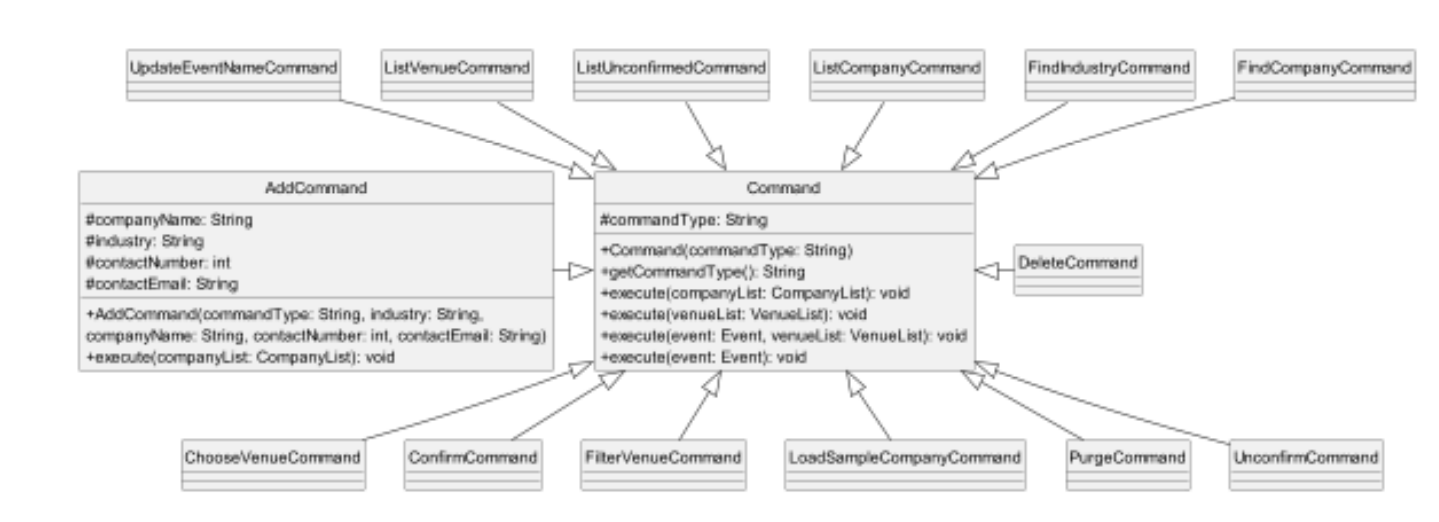 UpdateEventNameCommand
ListVenueCommand
ListUnconfirmedCommand
ListCompanyCommand
FindIndustryCommand
FindCompanyCommand
AddCommand
#companyName: String
#industry: String
#contactNumber: int
#contactEmail: String
+AddCommand(commandType: String, industry: String,
companyName: String, contactNumber: int, contactEmail: String)
+execute(companyList: CompanyList): void
Command
#commandType: String
+Command(commandType: String)
+getCommandType(): String
+execute(companyList: CompanyList): void
+execute(venueList: VenueList): void
+execute(event: Event, venueList: VenueList): void
+execute(event: Event): void
DeleteCommand
ChooseVenueCommand
ConfirmCommand
FilterVenueCommand
LoadSampleCompanyCommand
PurgeCommand
UnconfirmCommand